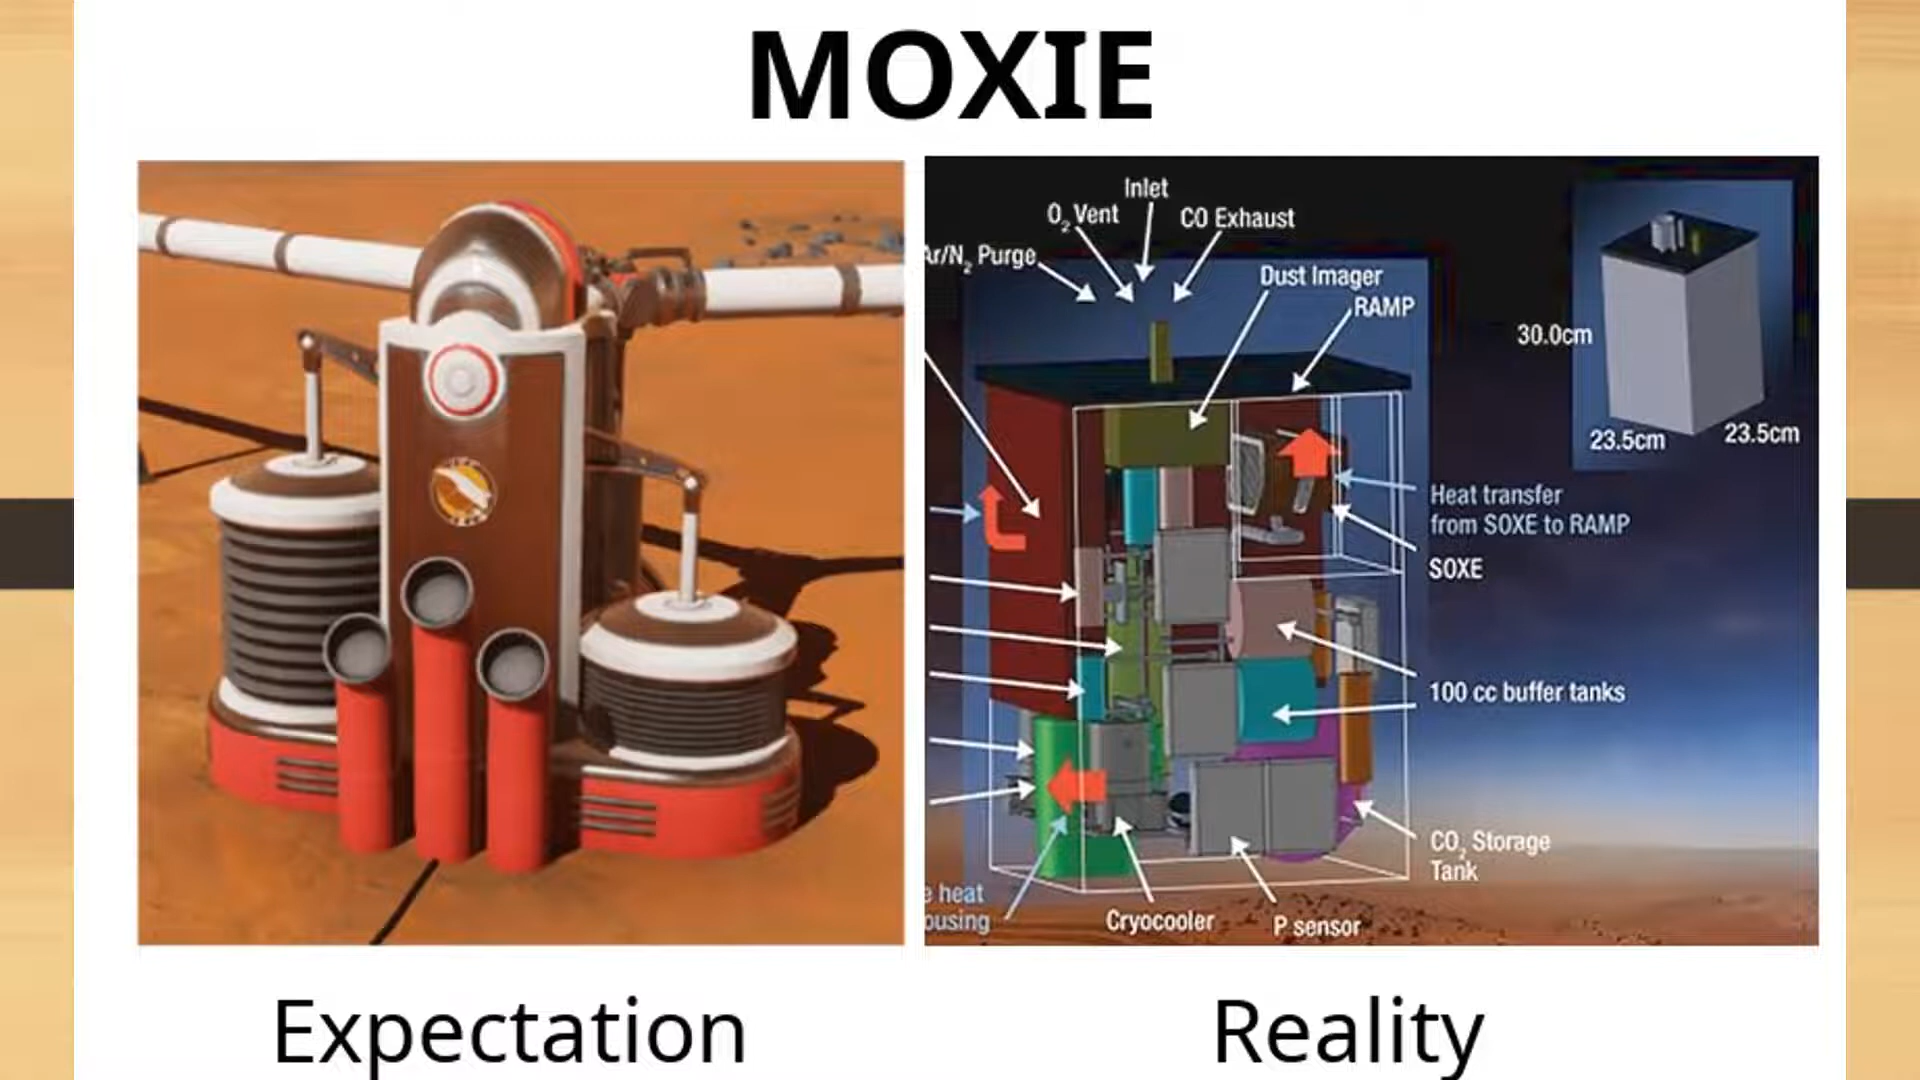 MOXIE
Inlet
O2 Vent
CO Exhaust
Ar/N2 Purge
Dust Imager
RAMP
30.0cm
23.5cm
23.5cm
Heat transfer
from SOXE to RAMP
SOXE
100 cc buffer tanks
CO2 Storage
Tank
e heat
ousing
Cryocooler
P sensor
Expectation
Reality